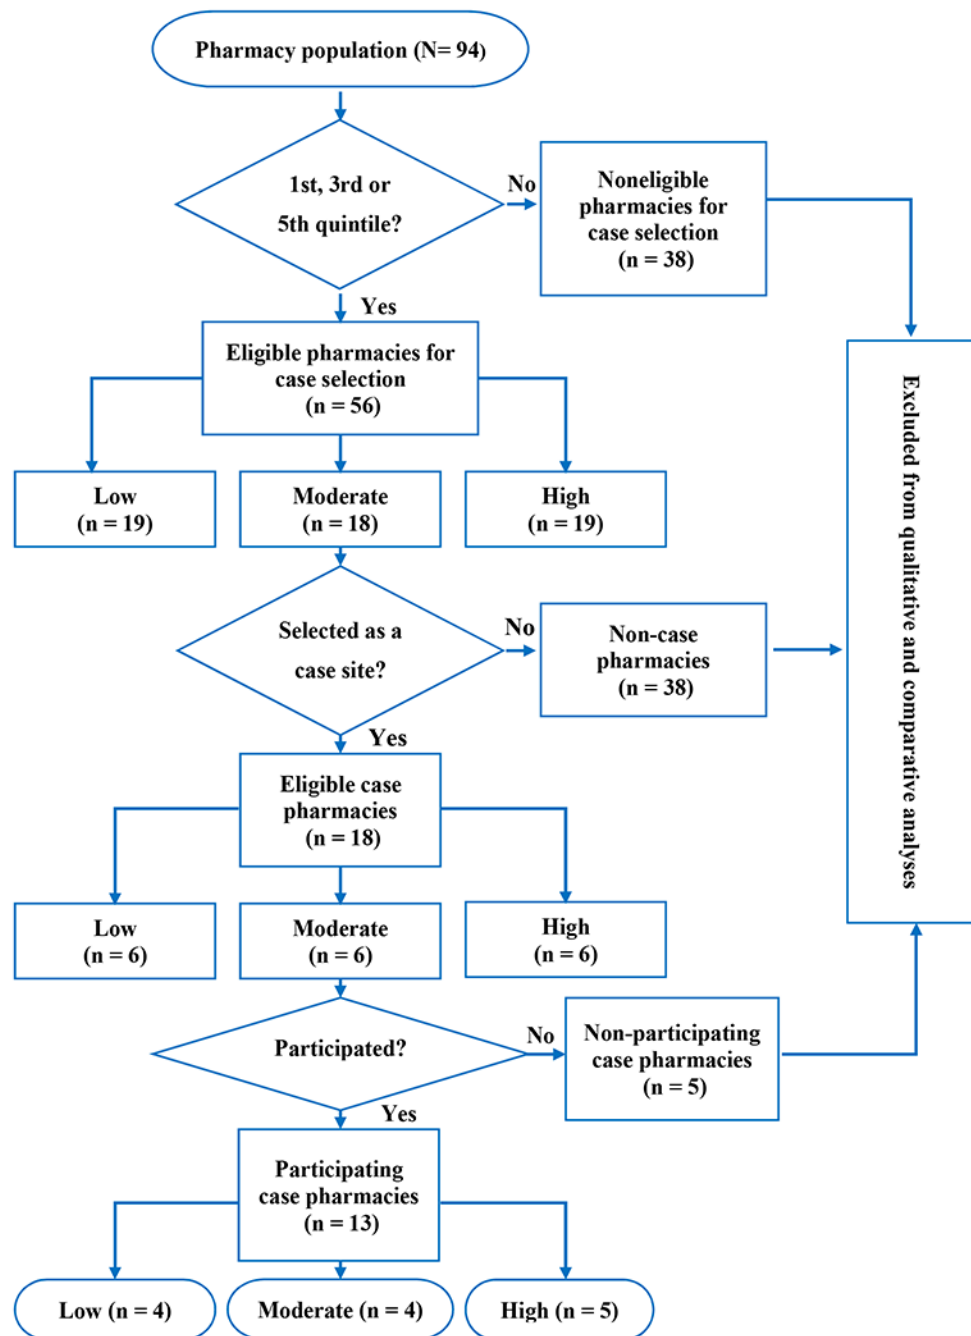 Pharmacy population (N= 94)
1st, 3rd or
5th quintile?
No
Noneligible
pharmacies for
case selection
(n = 38)
Yes
Eligible pharmacies for
case selection
(n = 56)
Low
(n = 19)
Moderate
(n = 18)
High
(n = 19)
Excluded from qualitative and comparative analyses
Selected as a
case site?
No
Non-case
pharmacies
(n = 38)
Yes
Eligible case
pharmacies
(n = 18)
Low
(n = 6)
Moderate
(n = 6)
High
(n = 6)
Participated?
No
Non-participating
case pharmacies
(n = 5)
Yes
Participating
case pharmacies
(n = 13)
Low (n = 4)
Moderate (n = 4)
High (n = 5)